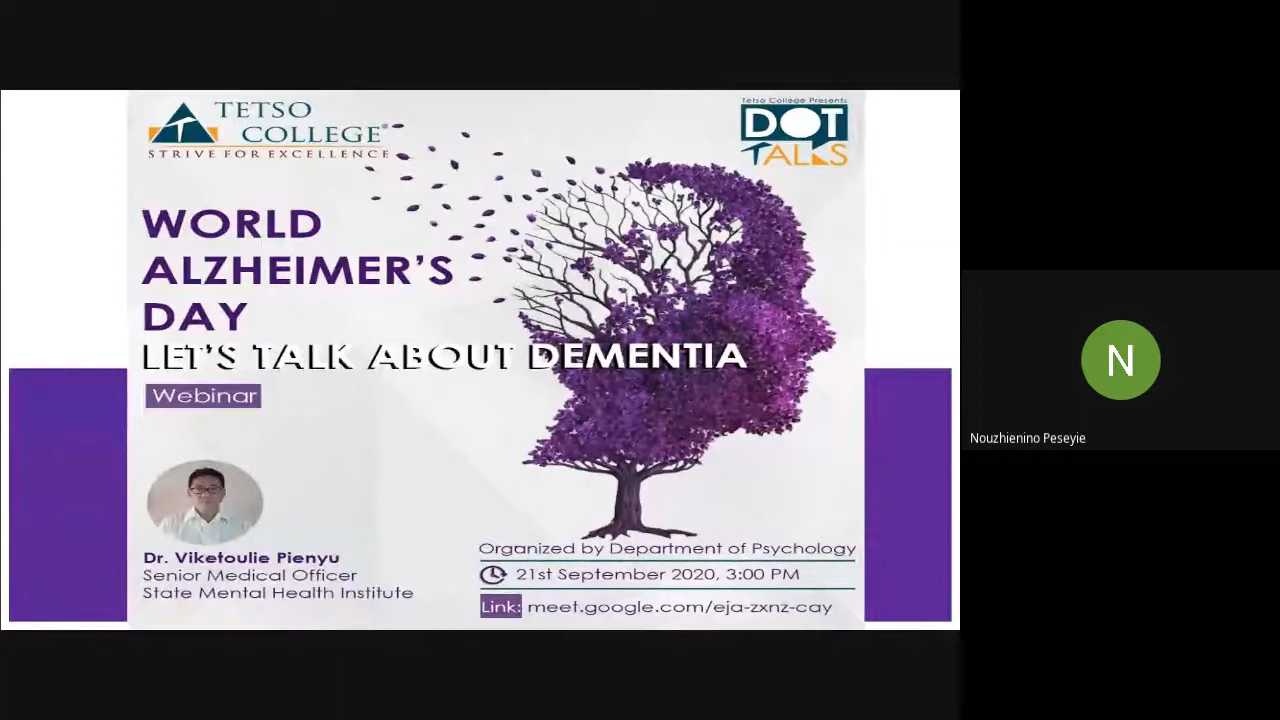 TETSO
COLLEGE
STRIVE FOR EXCELLENCE
Tetso College Presents
DOT
TALKS
WORLD
ALZHEIMER'S
DAY
LET'S TALK ABOUT DEMENTIA
Webinar
Dr. Viketoulie Pienyu
Senior Medical Officer
State Mental Health Institute
Organized by Department of Psychology
21st September 2020, 3:00 PM
Link: meet.google.com/eja-zxnz-cay
N
Nouzhienino Peseyie